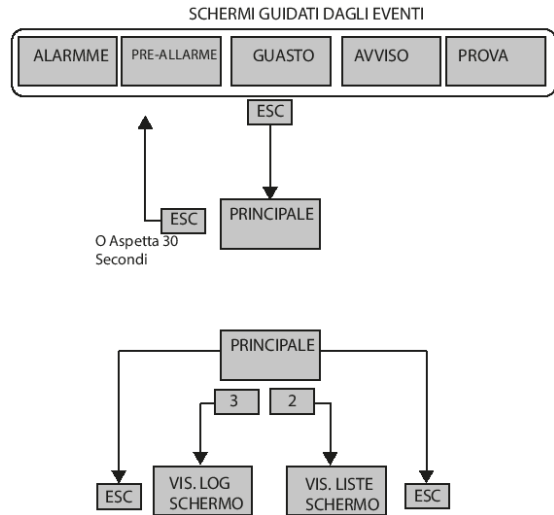 SCHERMI GUIDATI DAGLI EVENTI
ALARMME
PRE-ALLARME
GUASTO
AVVISO
PROVA
ESC
ESC
PRINCIPALE
O Aspetta 30
Secondi
PRINCIPALE
3
2
ESC
VIS. LOG
SCHERMO
VIS. LISTE
SCHERMO
ESC